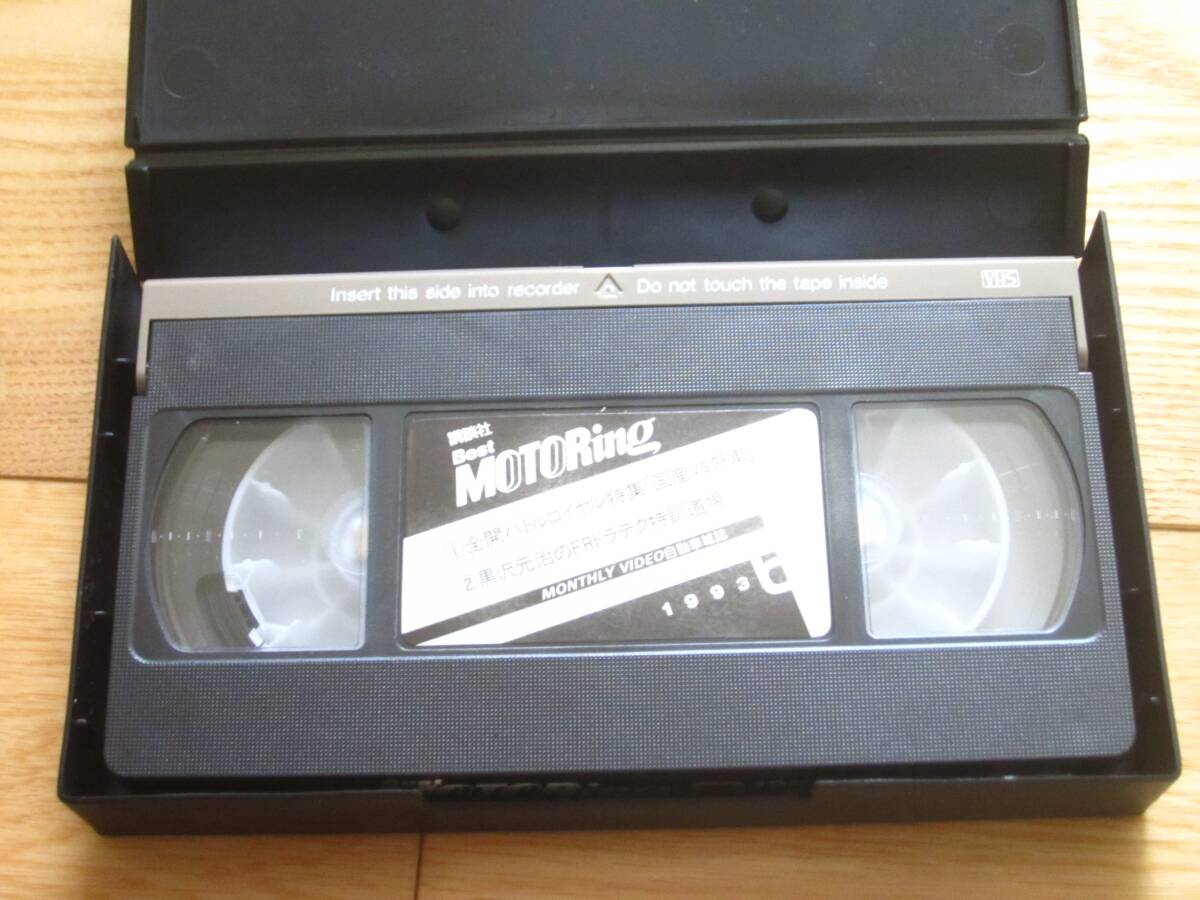 Insert this side into recorder Do not touch the tape inside VHS
講談社
Best
MOTORing
①全開バトルロイヤル特集「国産VS外車」
②黒沢元治のFRドラテク特訓道場
MONTHLY VIDEO自動車雑誌
1993 6